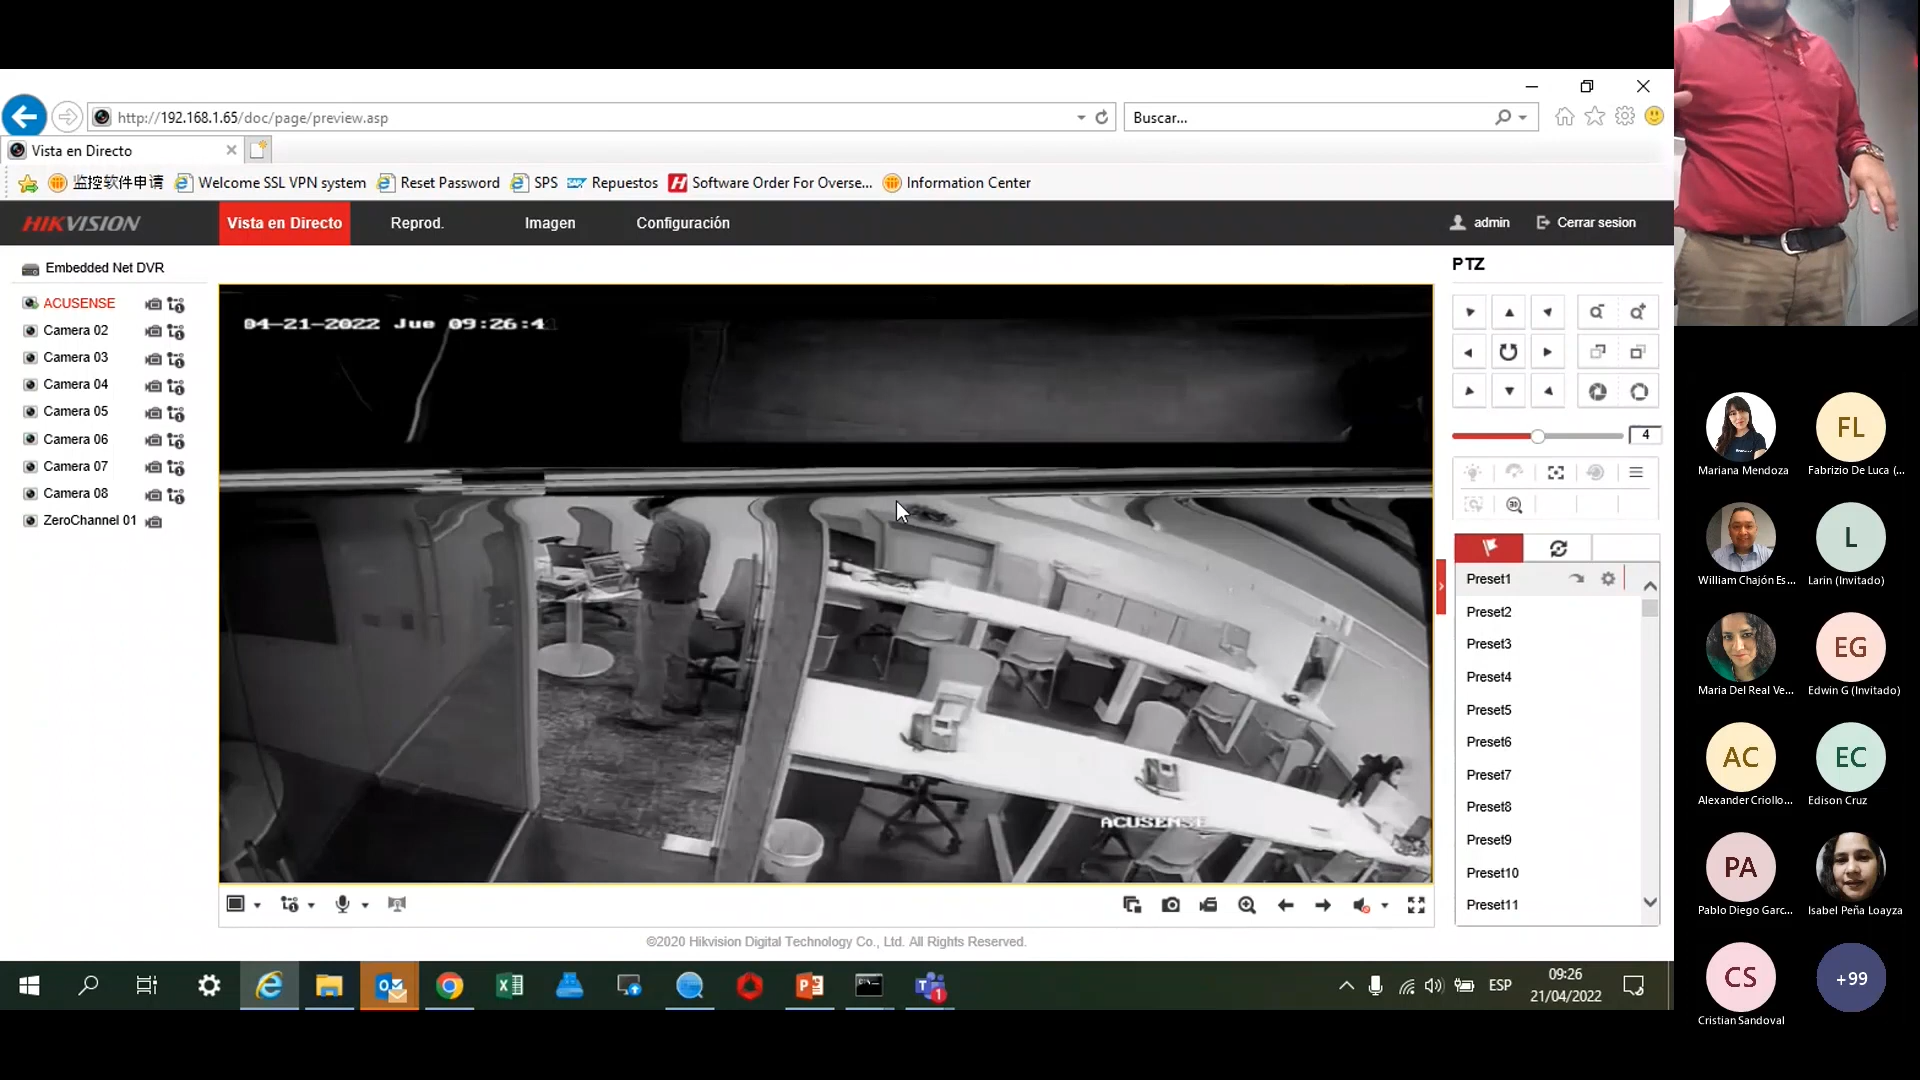 http://192.168.1.65/doc/page/preview.asp
Buscar...
Vista en Directo
监控软件申请 Welcome SSL VPN system Reset Password SPS SAP Repuestos H Software Order For Overse... Information Center
HIKVISION Vista en Directo Reprod. Imagen Configuración admin Cerrar sesion
Embedded Net DVR
ACUSENSE
Camera 02
Camera 03
Camera 04
Camera 05
Camera 06
Camera 07
Camera 08
ZeroChannel 01
04-21-2022 Jue 09:26:41
ACUSENSE
PTZ
4
Preset1
Preset2
Preset3
Preset4
Preset5
Preset6
Preset7
Preset8
Preset9
Preset10
Preset11
©2020 Hikvision Digital Technology Co., Ltd. All Rights Reserved.
ESP
09:26
21/04/2022
Mariana Mendoza
FL
Fabrizio De Luca (...
William Chajón Es...
L
Larin (Invitado)
Maria Del Real Ve...
EG
Edwin G (Invitado)
AC
Alexander Criollo...
EC
Edison Cruz
PA
Pablo Diego Garc...
Isabel Peña Loayza
CS
Cristian Sandoval
+99